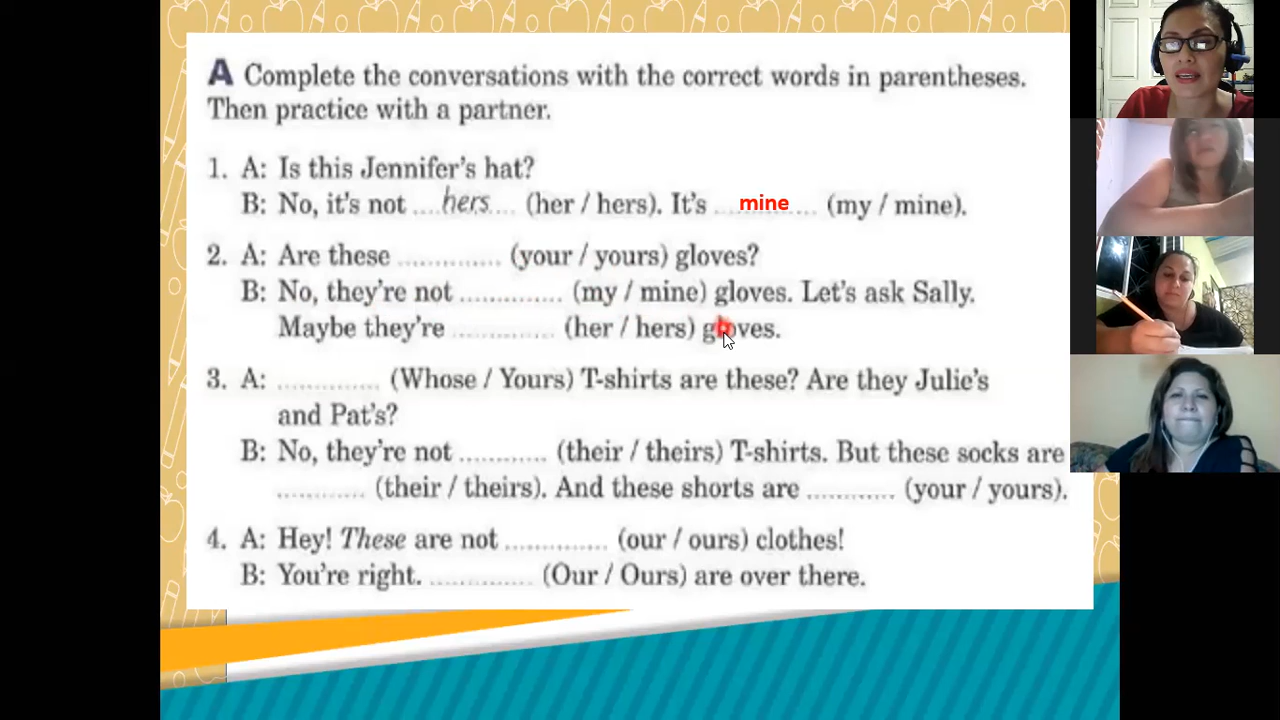 A Complete the conversations with the correct words in parentheses.
Then practice with a partner.
1. A: Is this Jennifer's hat?
B: No, it's not ....hers.... (her / hers). It's ..mine.... (my / mine).
2. A: Are these .............. (your / yours) gloves?
B: No, they're not .............. (my / mine) gloves. Let's ask Sally.
Maybe they're .............. (her / hers) gloves.
3. A: .............. (Whose / Yours) T-shirts are these? Are they Julie's
and Pat's?
B: No, they're not ............ (their / theirs) T-shirts. But these socks are
............ (their / theirs). And these shorts are ............ (your / yours).
4. A: Hey! These are not .............. (our / ours) clothes!
B: You're right. .............. (Our / Ours) are over there.